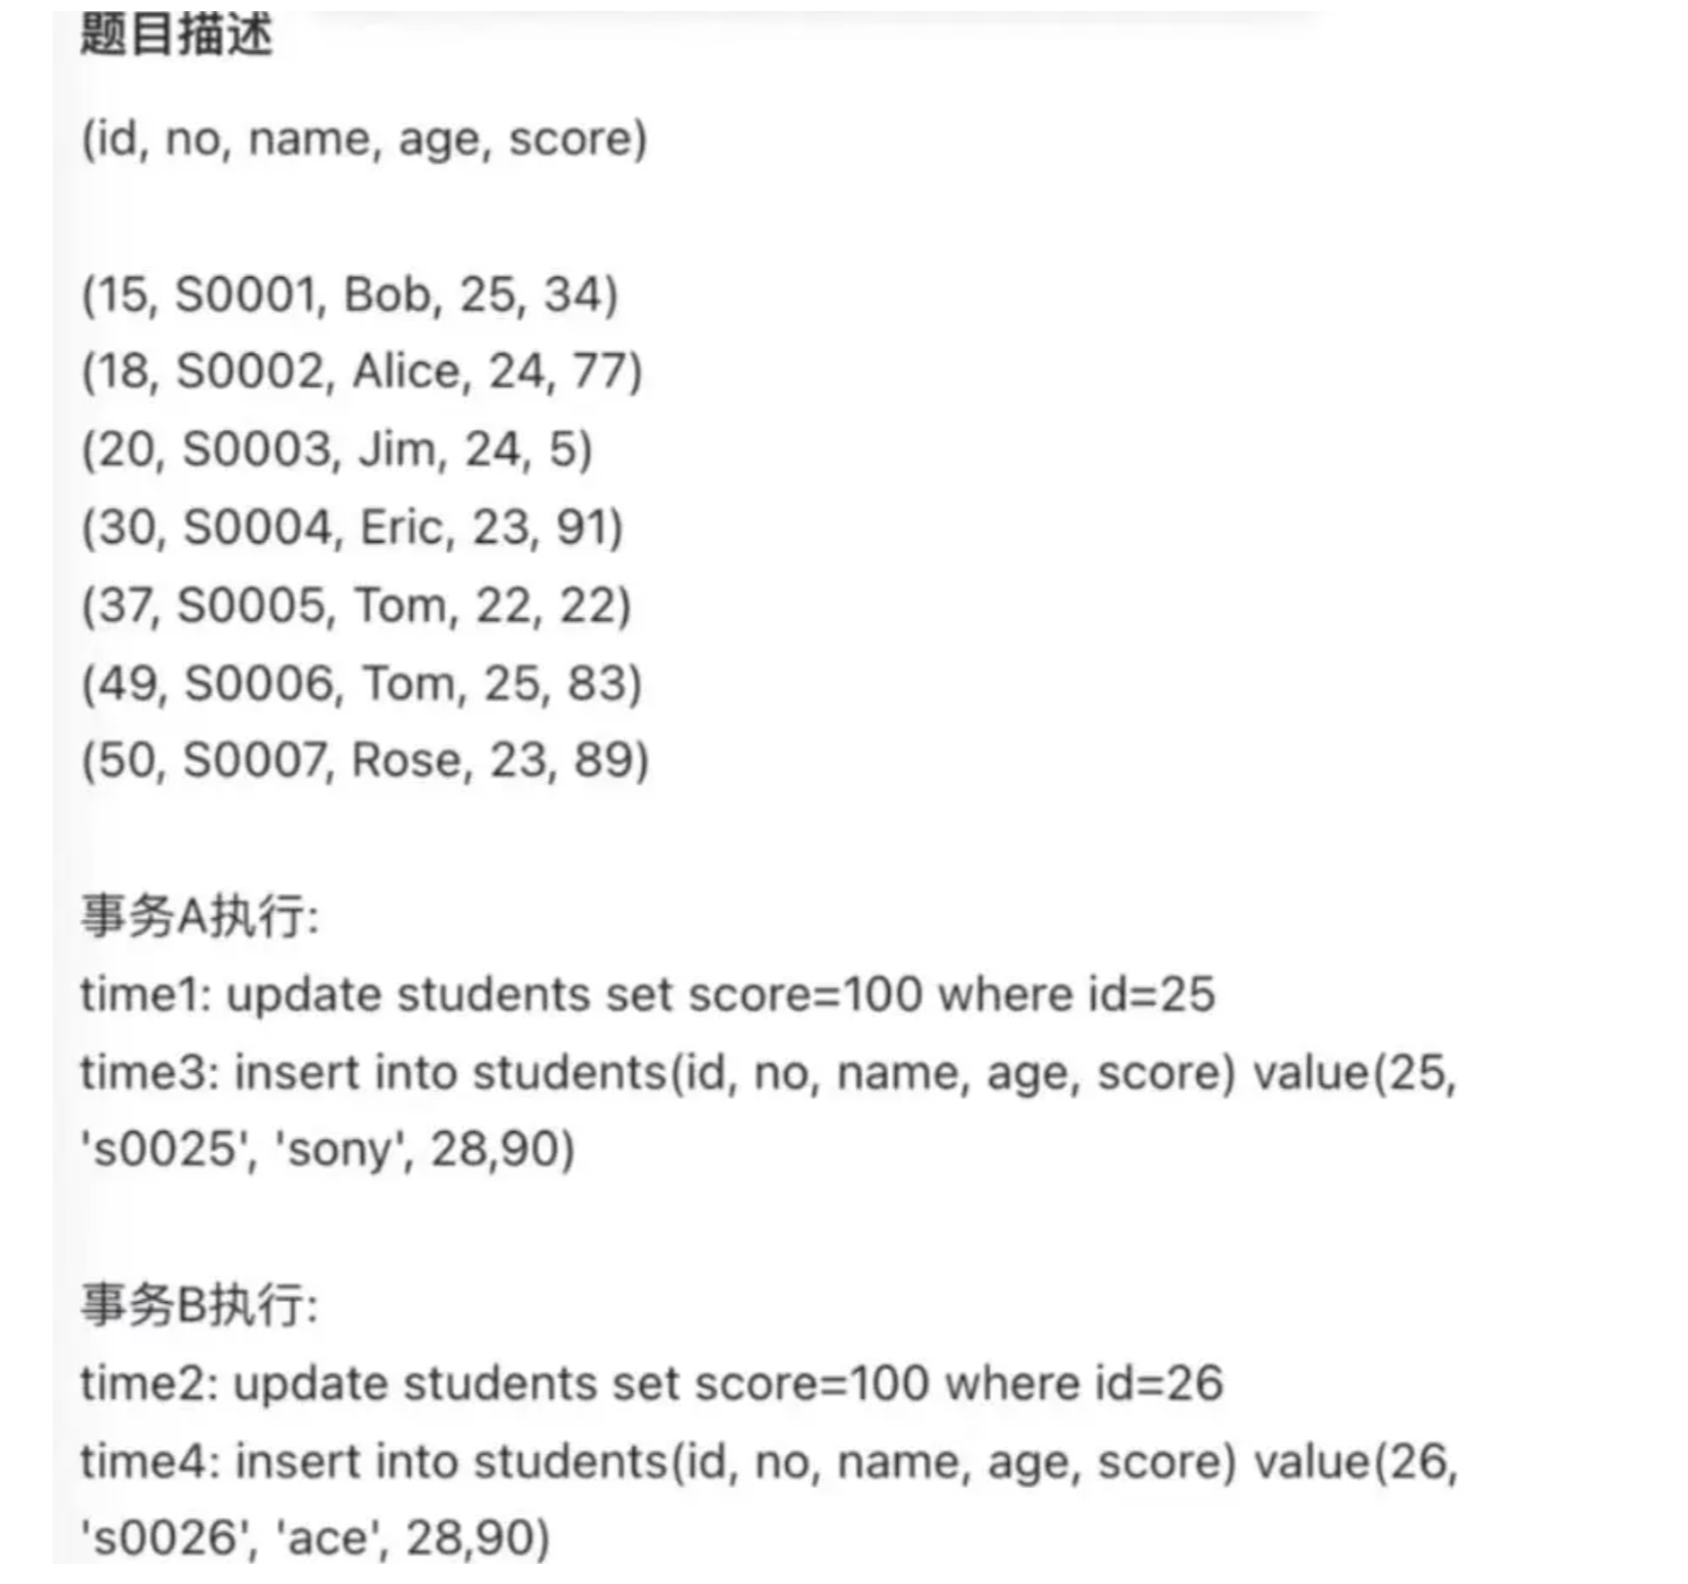 题目描述
(id, no, name, age, score)
(15, S0001, Bob, 25, 34)
(18, S0002, Alice, 24, 77)
(20, S0003, Jim, 24, 5)
(30, S0004, Eric, 23, 91)
(37, S0005, Tom, 22, 22)
(49, S0006, Tom, 25, 83)
(50, S0007, Rose, 23, 89)
事务A执行:
time1: update students set score=100 where id=25
time3: insert into students(id, no, name, age, score) value(25,
's0025', 'sony', 28,90)
事务B执行:
time2: update students set score=100 where id=26
time4: insert into students(id, no, name, age, score) value(26,
's0026', 'ace', 28,90)